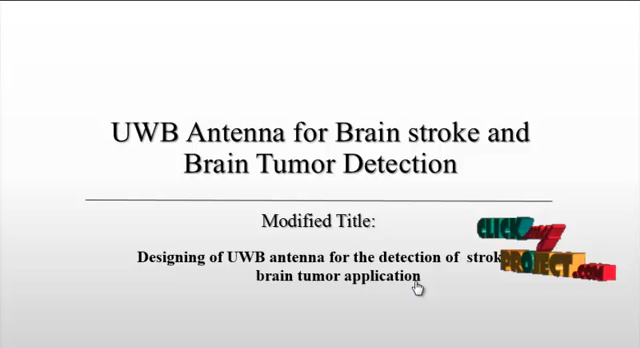 UWB Antenna for Brain stroke and
Brain Tumor Detection
Modified Title:
Designing of UWB antenna for the detection of
brain tumor application
CLICK
MY
PROJECT.COM